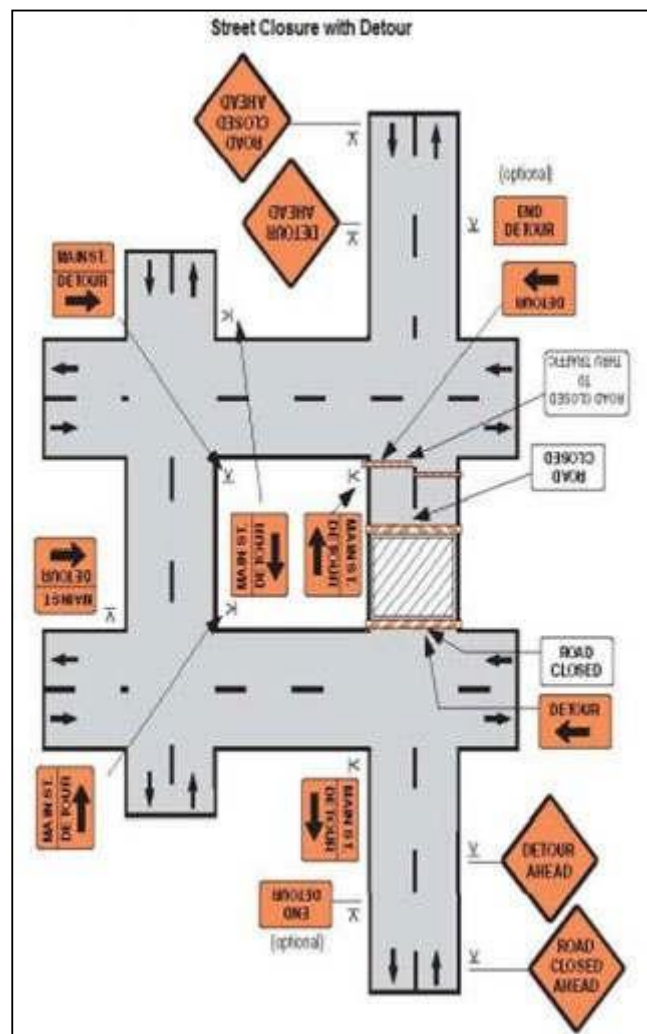 Street Closure with Detour
ROAD
CLOSED
AHEAD
DETOUR
AHEAD
(optional)
END
DETOUR
MAIN ST.
DETOUR
DETOUR
ROAD CLOSED
TO
THRU TRAFFIC
ROAD
CLOSED
MAIN ST.
DETOUR
MAIN ST.
DETOUR
MAIN ST.
DETOUR
ROAD
CLOSED
DETOUR
MAIN ST.
DETOUR
MAIN ST.
DETOUR
DETOUR
AHEAD
END
DETOUR
(optional)
ROAD
CLOSED
AHEAD